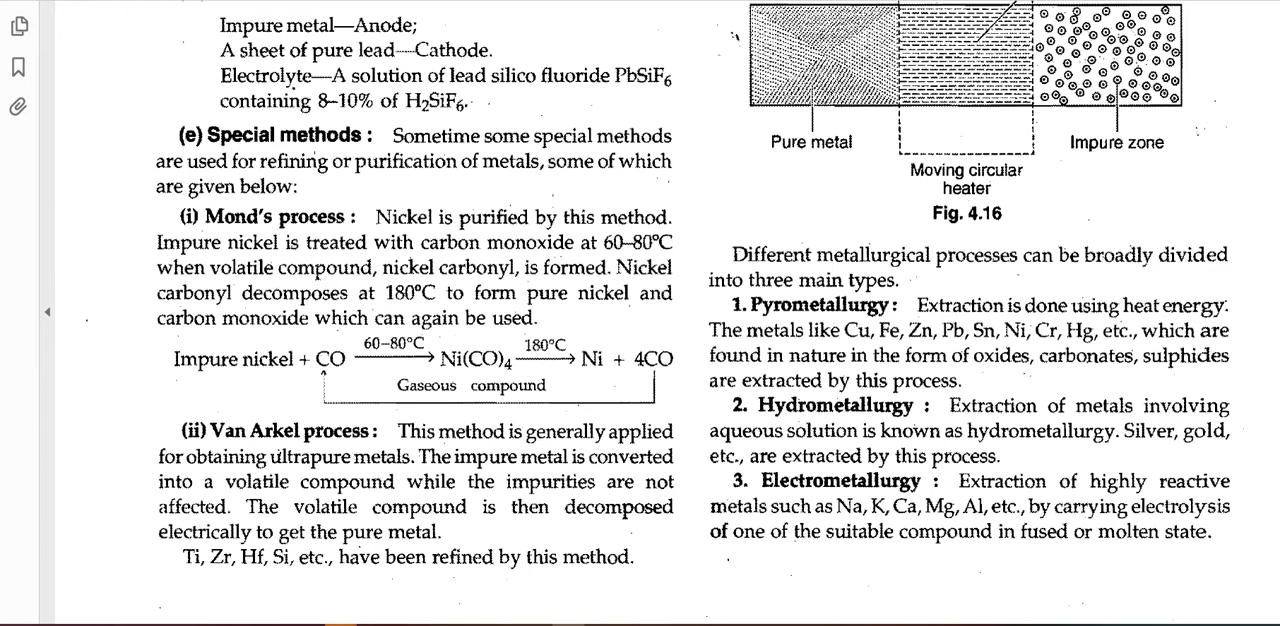 Impure metal—Anode;
A sheet of pure lead—Cathode.
Electrolyte—A solution of lead silico fluoride PbSiF₆
containing 8–10% of H₂SiF₆.
(e) Special methods : Sometime some special methods
are used for refining or purification of metals, some of which
are given below:
(i) Mond's process : Nickel is purified by this method.
Impure nickel is treated with carbon monoxide at 60–80°C
when volatile compound, nickel carbonyl, is formed. Nickel
carbonyl decomposes at 180°C to form pure nickel and
carbon monoxide which can again be used.
Impure nickel + CO 60–80°C → Ni(CO)₄ 180°C → Ni + 4CO
Gaseous compound
(ii) Van Arkel process : This method is generally applied
for obtaining ultrapure metals. The impure metal is converted
into a volatile compound while the impurities are not
affected. The volatile compound is then decomposed
electrically to get the pure metal.
Ti, Zr, Hf, Si, etc., have been refined by this method.
Pure metal
Impure zone
Moving circular
heater
Fig. 4.16
Different metallurgical processes can be broadly divided
into three main types.
1. Pyrometallurgy : Extraction is done using heat energy.
The metals like Cu, Fe, Zn, Pb, Sn, Ni, Cr, Hg, etc., which are
found in nature in the form of oxides, carbonates, sulphides
are extracted by this process.
2. Hydrometallurgy : Extraction of metals involving
aqueous solution is known as hydrometallurgy. Silver, gold,
etc., are extracted by this process.
3. Electrometallurgy : Extraction of highly reactive
metals such as Na, K, Ca, Mg, Al, etc., by carrying electrolysis
of one of the suitable compound in fused or molten state.